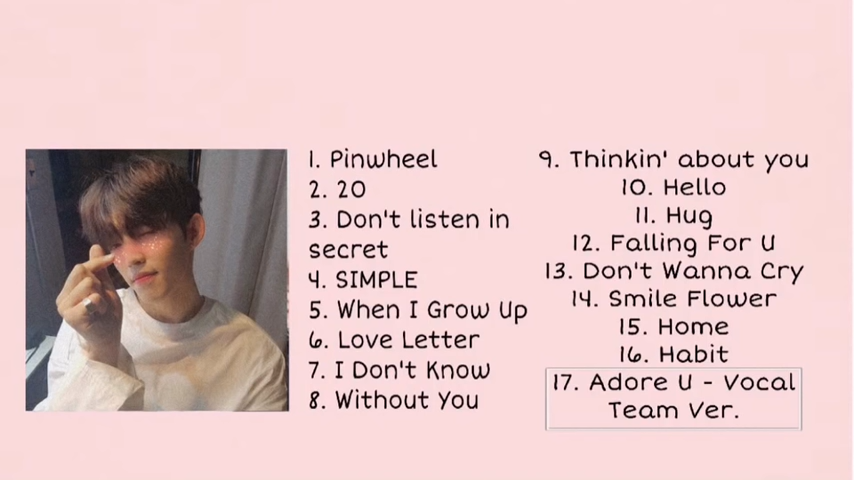 1. Pinwheel
2. 20
3. Don't listen in
secret
4. SIMPLE
5. When I Grow Up
6. Love Letter
7. I Don't Know
8. Without You
9. Thinkin' about you
10. Hello
11. Hug
12. Falling For U
13. Don't Wanna Cry
14. Smile Flower
15. Home
16. Habit
17. Adore U - Vocal
Team Ver.